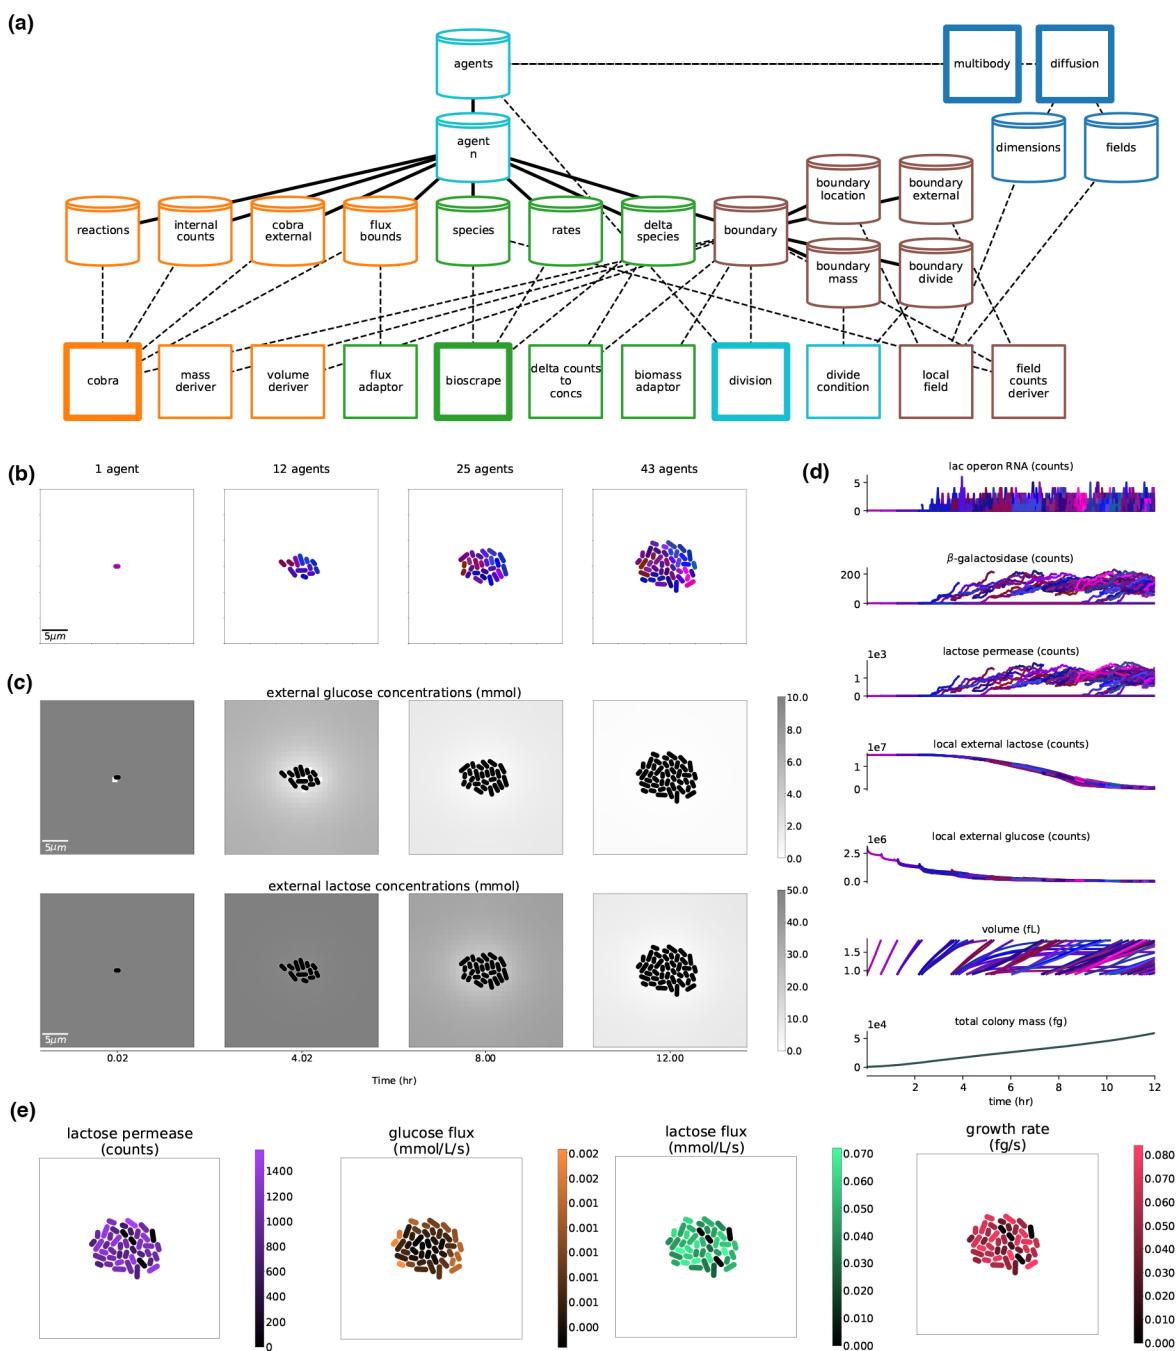 (a)
agents
multibody
diffusion
agent
n
dimensions
fields
boundary
location
boundary
external
reactions
internal
counts
cobra
external
flux
bounds
species
rates
delta
species
boundary
boundary
mass
boundary
divide
cobra
mass
deriver
volume
deriver
flux
adaptor
bioscrape
delta counts
to
concs
biomass
adaptor
division
divide
condition
local
field
field
counts
deriver
(b)
1 agent
12 agents
25 agents
43 agents
5μm
(c)
external glucose concentrations (mmol)
10.0
8.0
6.0
4.0
2.0
0.0
5μm
external lactose concentrations (mmol)
50.0
40.0
30.0
20.0
10.0
0.0
5μm
0.02
4.02
8.00
12.00
Time (hr)
(d)
lac operon RNA (counts)
5
0
β-galactosidase (counts)
200
0
lactose permease (counts)
1e3
1
0
local external lactose (counts)
1e7
1
0
local external glucose (counts)
1e6
2.5
0.0
volume (fL)
1.5
1.0
total colony mass (fg)
1e4
5
0
2
4
6
8
10
12
time (hr)
(e)
lactose permease
(counts)
1400
1200
1000
800
600
400
200
0
glucose flux
(mmol/L/s)
0.002
0.002
0.001
0.001
0.001
0.001
0.001
0.000
lactose flux
(mmol/L/s)
0.070
0.060
0.050
0.040
0.030
0.020
0.010
0.000
growth rate
(fg/s)
0.080
0.070
0.060
0.050
0.040
0.030
0.020
0.010
0.000